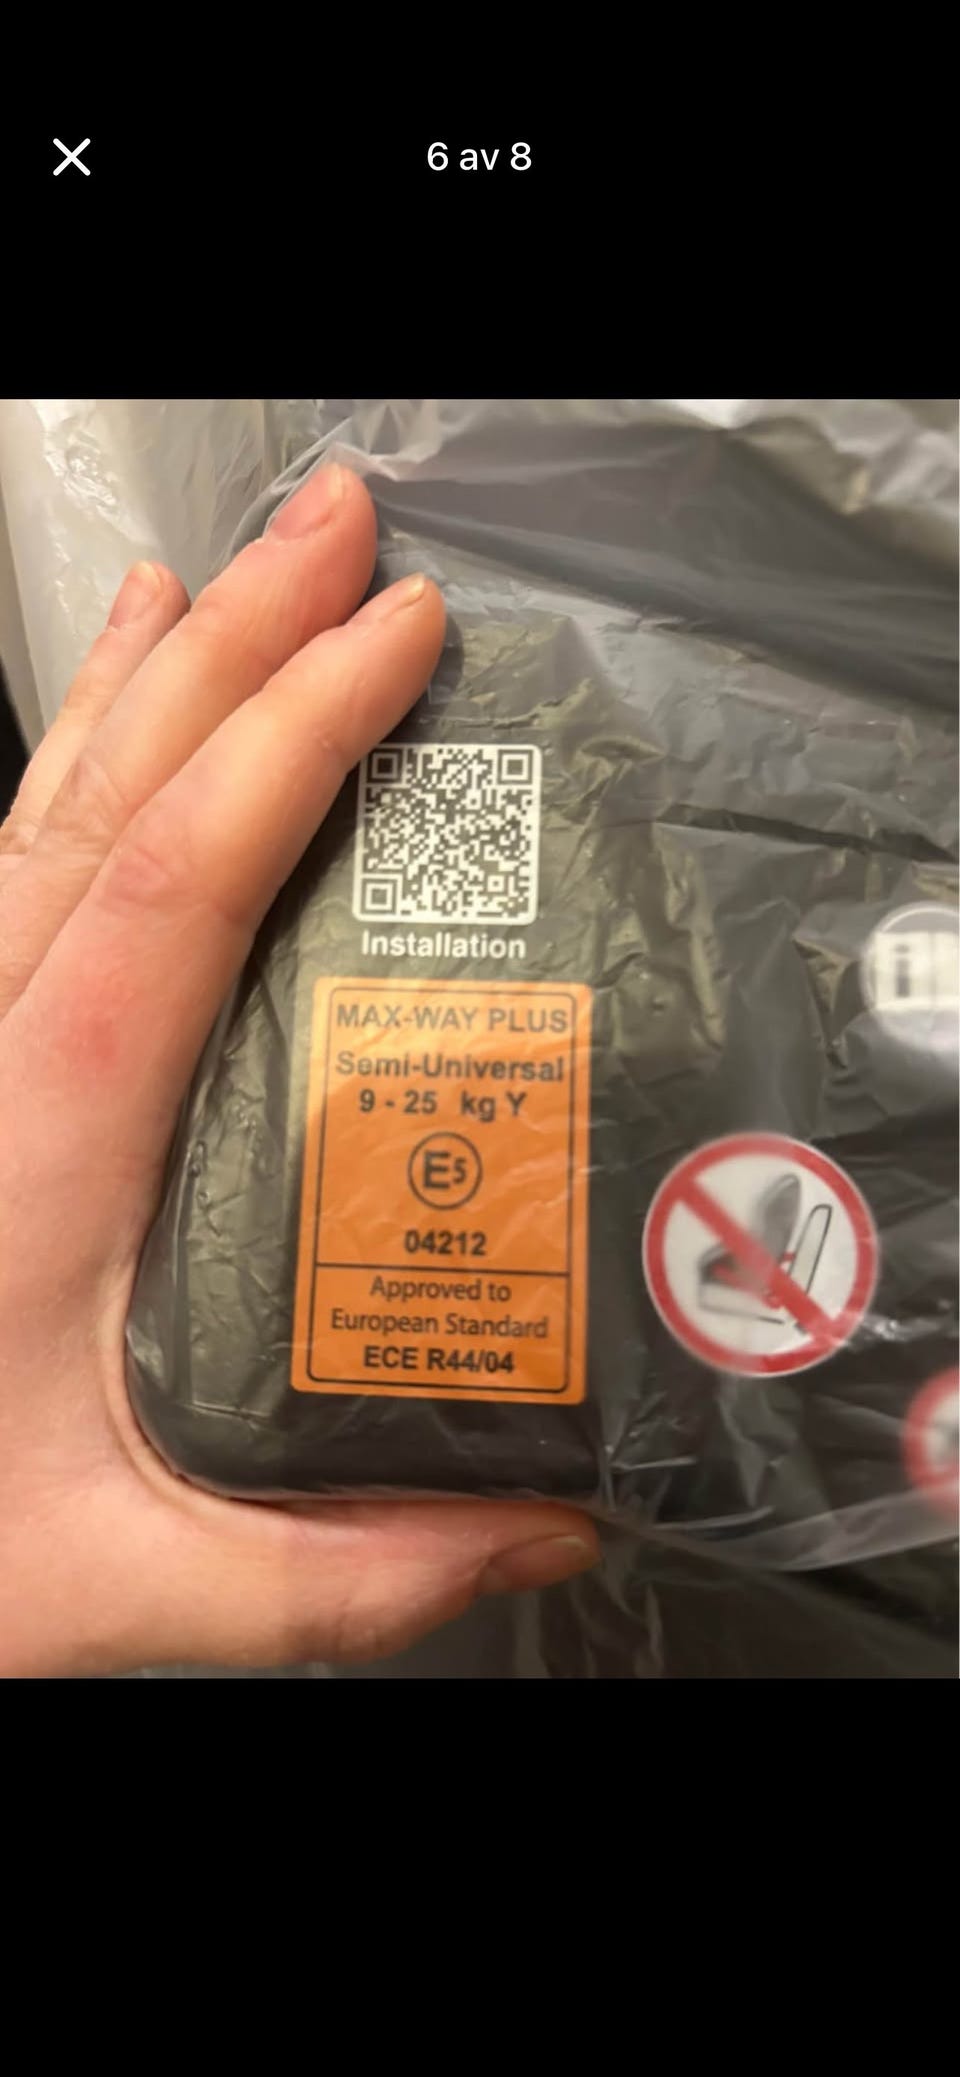 6 av 8
Installation
MAX-WAY PLUS
Semi-Universal
9 - 25 kg Y
E5
04212
Approved to
European Standard
ECE R44/04